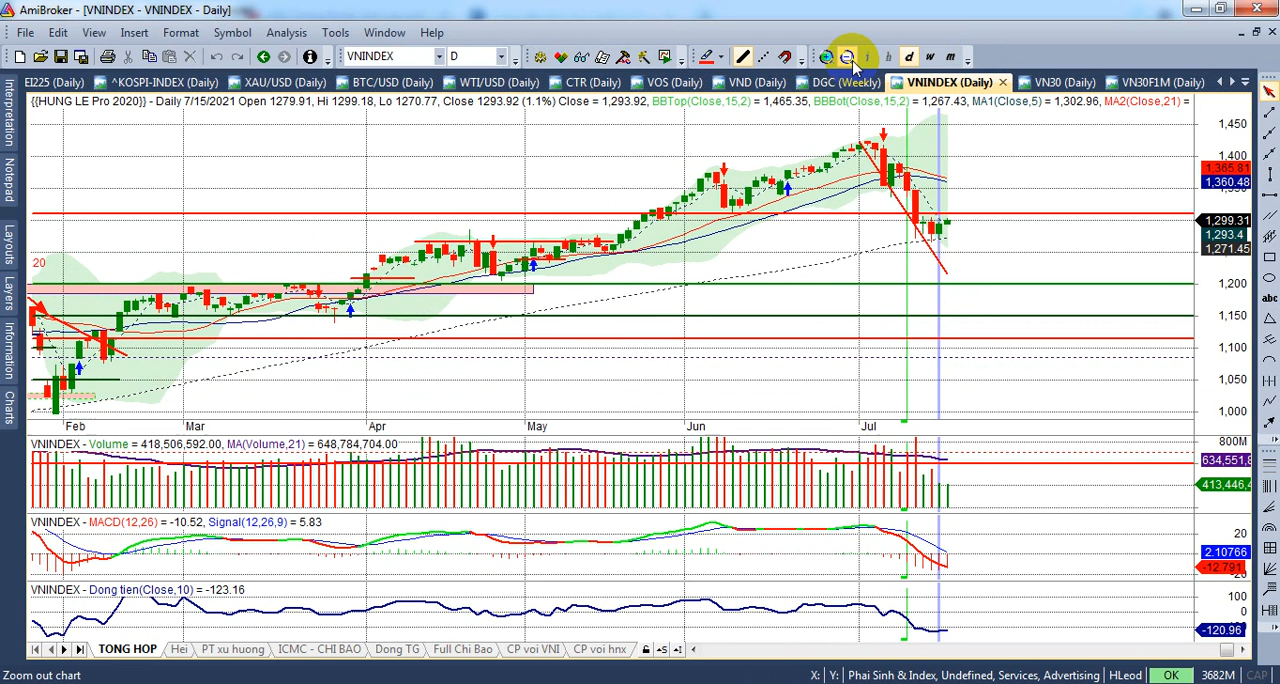 AmiBroker - [VNINDEX - VNINDEX - Daily]
File Edit View Insert Format Symbol Analysis Tools Window Help
VNINDEX D i h d w m
EI225 (Daily) ^KOSPI-INDEX (Daily) XAU/USD (Daily) BTC/USD (Daily) WTI/USD (Daily) CTR (Daily) VOS (Daily) VND (Daily) DGC (Weekly) VNINDEX (Daily) VN30 (Daily) VN30F1M (Daily)
{{HUNG LE Pro 2020}} - Daily 7/15/2021 Open 1279.91, Hi 1299.18, Lo 1270.77, Close 1293.92 (1.1%) Close = 1,293.92, BBTop(Close,15,2) = 1,465.35, BBBot(Close,15,2) = 1,267.43, MA1(Close,5) = 1,302.96, MA2(Close,21) =
Interpretation
Notepad
Layouts
Layers
Information
Charts
abc
1,450
1,400
1,365.81
1,350
1,360.48
1,299.31
1,293.4
1,271.45
20
1,200
1,150
1,100
1,050
1,000
Feb Mar Apr May Jun Jul
VNINDEX - Volume = 418,506,592.00, MA(Volume,21) = 648,784,704.00
800M
634,551,8
413,446,4
VNINDEX - MACD(12,26) = -10.52, Signal(12,26,9) = 5.83
20
2.10766
-12.791
VNINDEX - Dong tien(Close,10) = -123.16
100
0
-120.96
TONG HOP Hei PT xu huong ICMC - CHI BAO Dong TG Full Chi Bao CP voi VNI CP voi hnx
Zoom out chart X: Y: Phai Sinh & Index, Undefined, Services, Advertising HLeod OK 3682M CAP